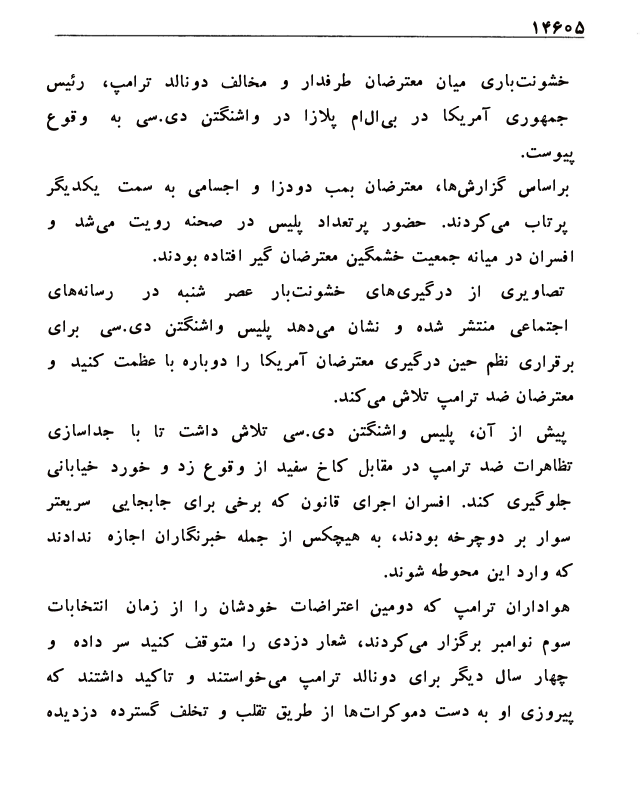 ۱۴۶۰۵
خشونت‌باری میان معترضان طرفدار و مخالف دونالد ترامپ، رئیس
جمهوری آمریکا در بی‌ال‌ام پلازا در واشنگتن دی.سی به وقوع
پیوست.
براساس گزارش‌ها، معترضان بمب دودزا و اجسامی به سمت یکدیگر
پرتاب می‌کردند. حضور پرتعداد پلیس در صحنه رویت می‌شد و
افسران در میانه جمعیت خشمگین معترضان گیر افتاده بودند.
تصاویری از درگیری‌های خشونت‌بار عصر شنبه در رسانه‌های
اجتماعی منتشر شده و نشان می‌دهد پلیس واشنگتن دی.سی برای
برقراری نظم حین درگیری معترضان آمریکا را دوباره با عظمت کنید و
معترضان ضد ترامپ تلاش می‌کند.
پیش از آن، پلیس واشنگتن دی.سی تلاش داشت تا با جداسازی
تظاهرات ضد ترامپ در مقابل کاخ سفید از وقوع زد و خورد خیابانی
جلوگیری کند. افسران اجرای قانون که برخی برای جابجایی سریعتر
سوار بر دوچرخه بودند، به هیچکس از جمله خبرنگاران اجازه ندادند
که وارد این محوطه شوند.
هواداران ترامپ که دومین اعتراضات خودشان را از زمان انتخابات
سوم نوامبر برگزار می‌کردند، شعار دزدی را متوقف کنید سر داده و
چهار سال دیگر برای دونالد ترامپ می‌خواستند و تاکید داشتند که
پیروزی او به دست دموکرات‌ها از طریق تقلب و تخلف گسترده دزدیده